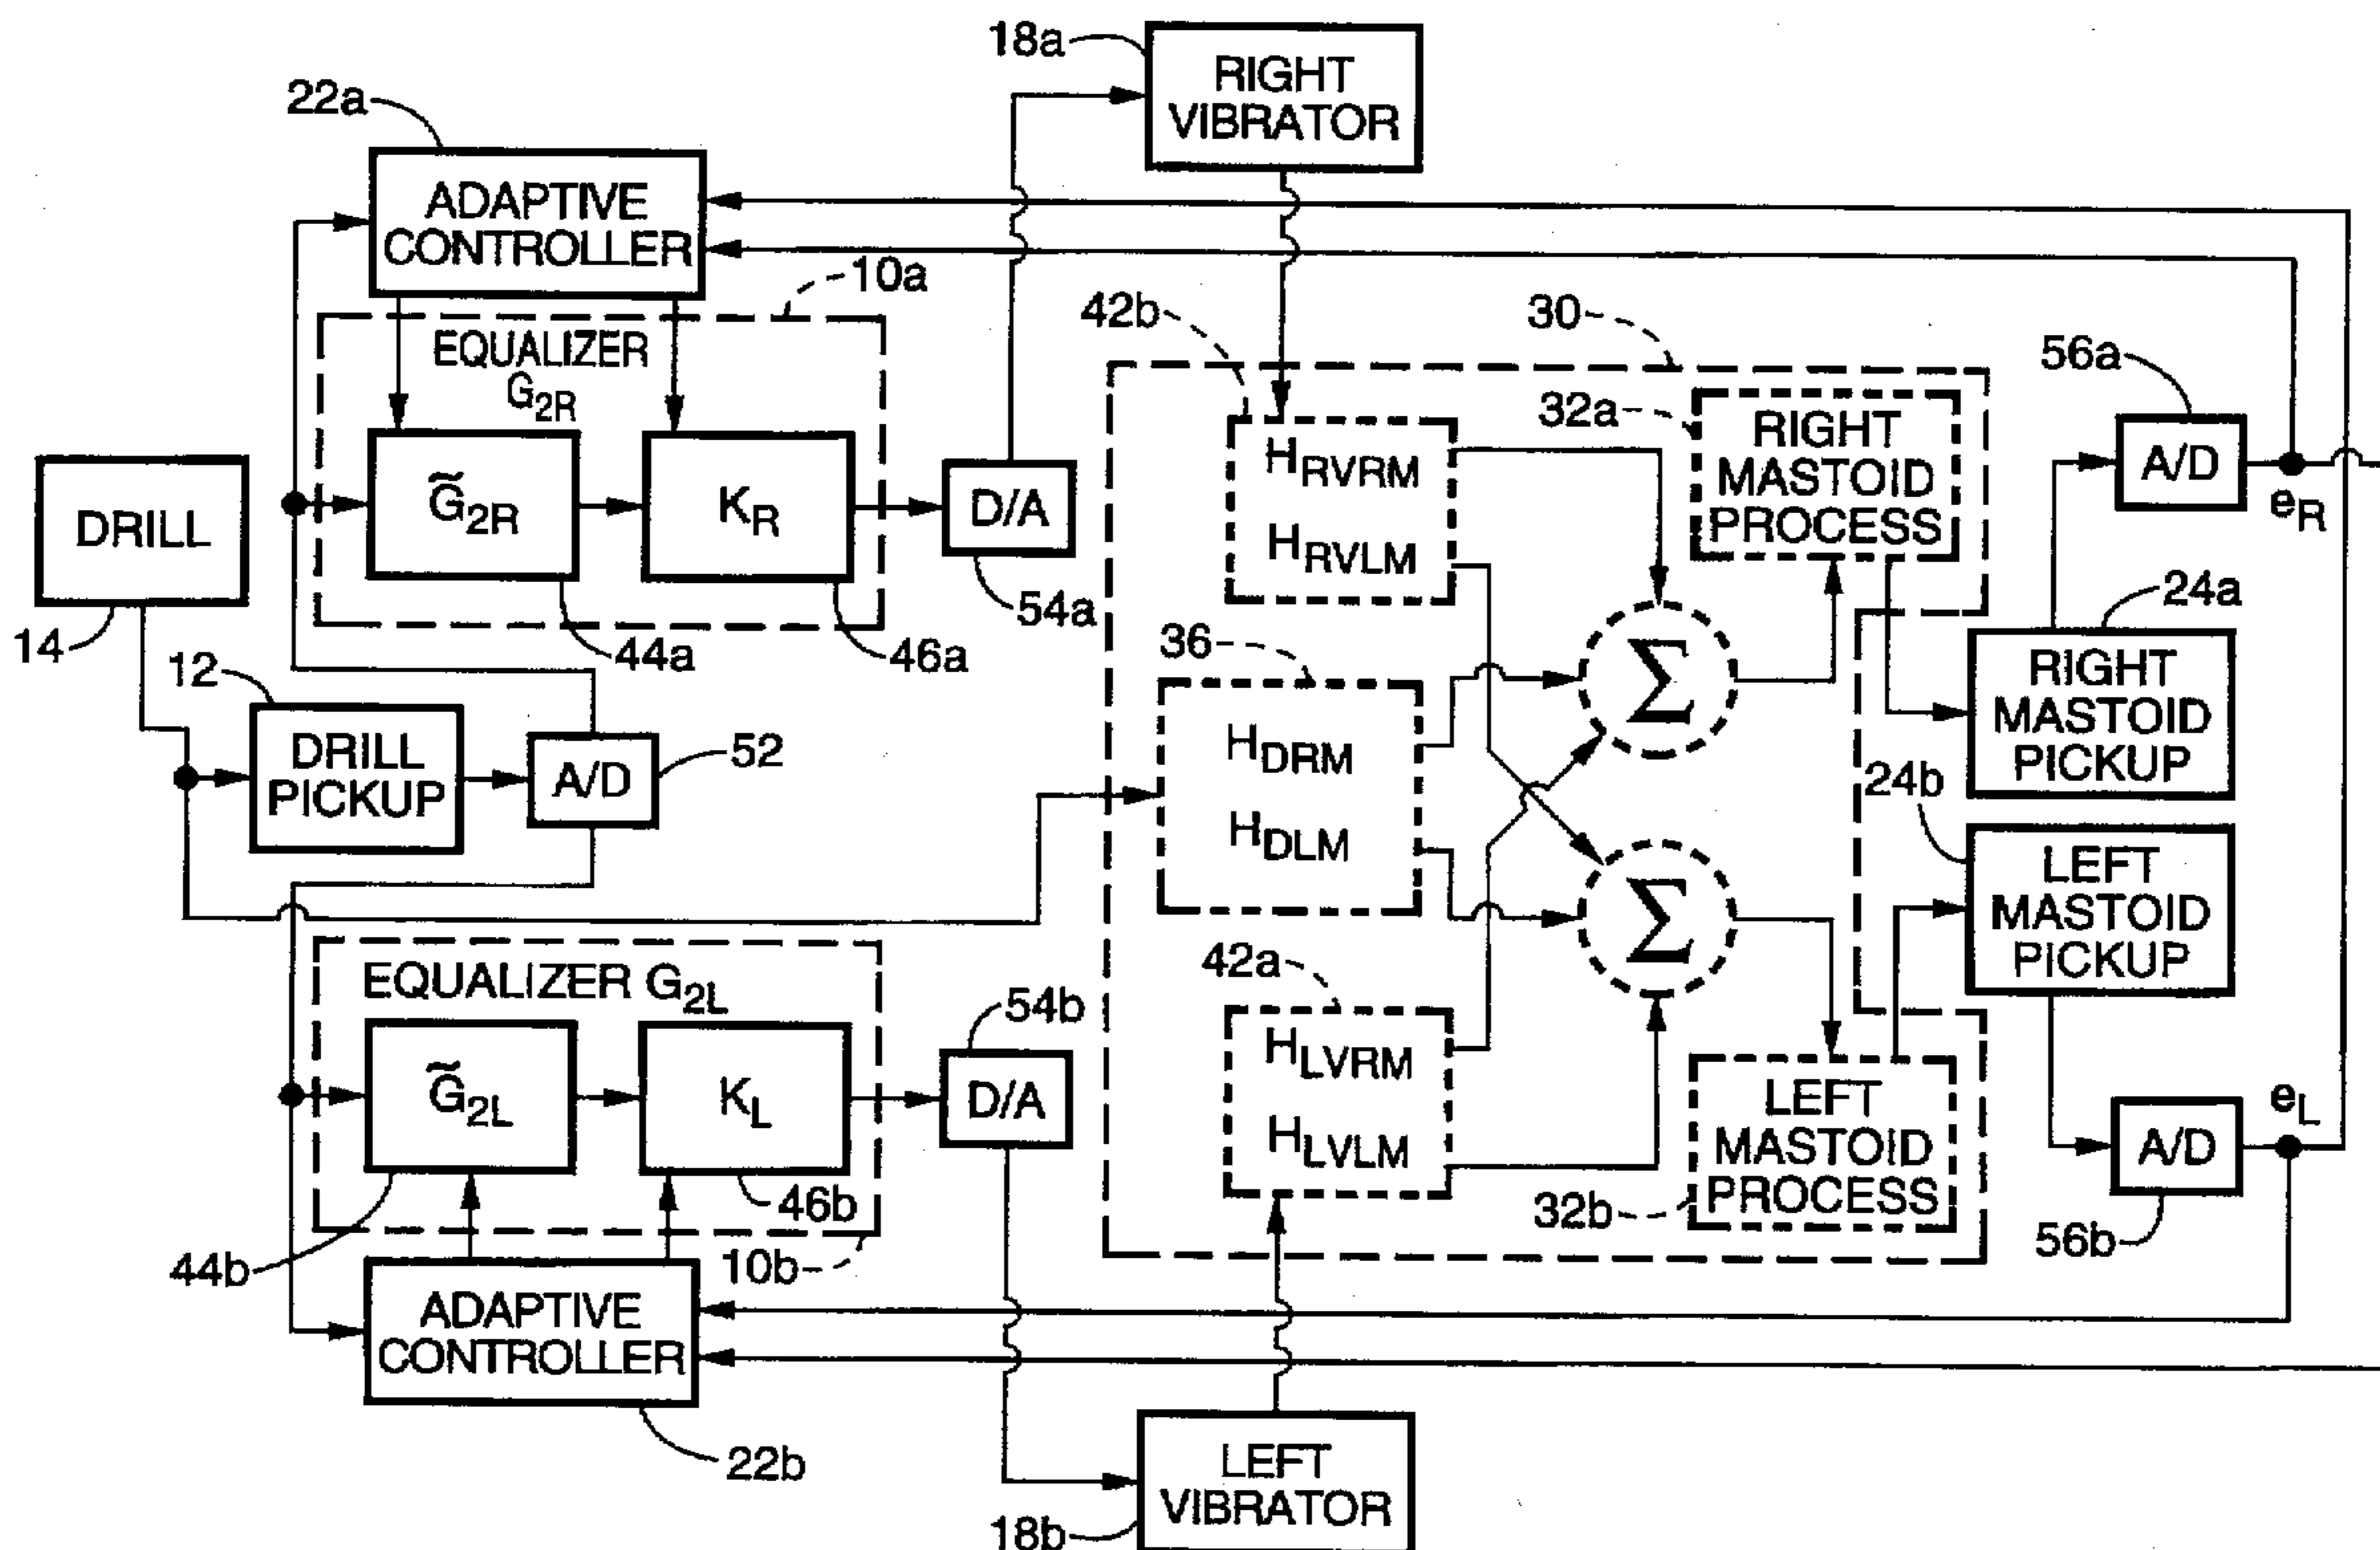 18a
RIGHT
VIBRATOR
22a
ADAPTIVE
CONTROLLER
10a
EQUALIZER
G2R
42b
30
32a
RIGHT
MASTOID
PROCESS
56a
A/D
eR
HRVRM
HRVLM
DRILL
14
G̃2R
KR
D/A
54a
44a
46a
24a
RIGHT
MASTOID
PICKUP
12
DRILL
PICKUP
A/D
52
36
HDRM
HDLM
Σ
Σ
24b
LEFT
MASTOID
PICKUP
EQUALIZER G2L
G̃2L
KL
54b
D/A
42a
HLVRM
HLVLM
LEFT
MASTOID
PROCESS
32b
eL
A/D
56b
44b
46b
10b
ADAPTIVE
CONTROLLER
22b
LEFT
VIBRATOR
18b